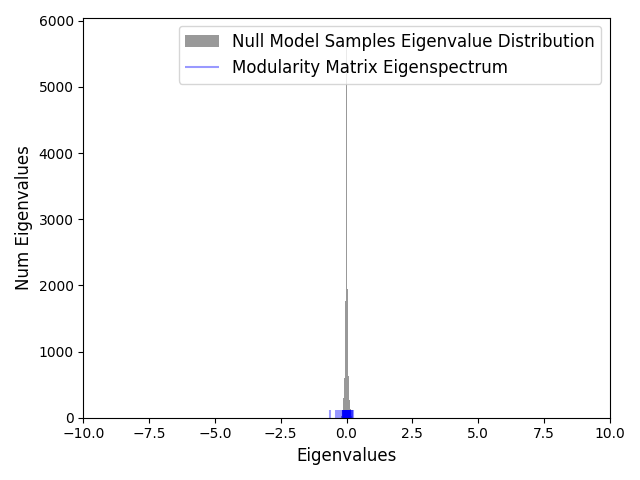 Null Model Samples Eigenvalue Distribution
Modularity Matrix Eigenspectrum
6000
5000
4000
3000
2000
1000
0
Num Eigenvalues
−10.0 −7.5 −5.0 −2.5 0.0 2.5 5.0 7.5 10.0
Eigenvalues